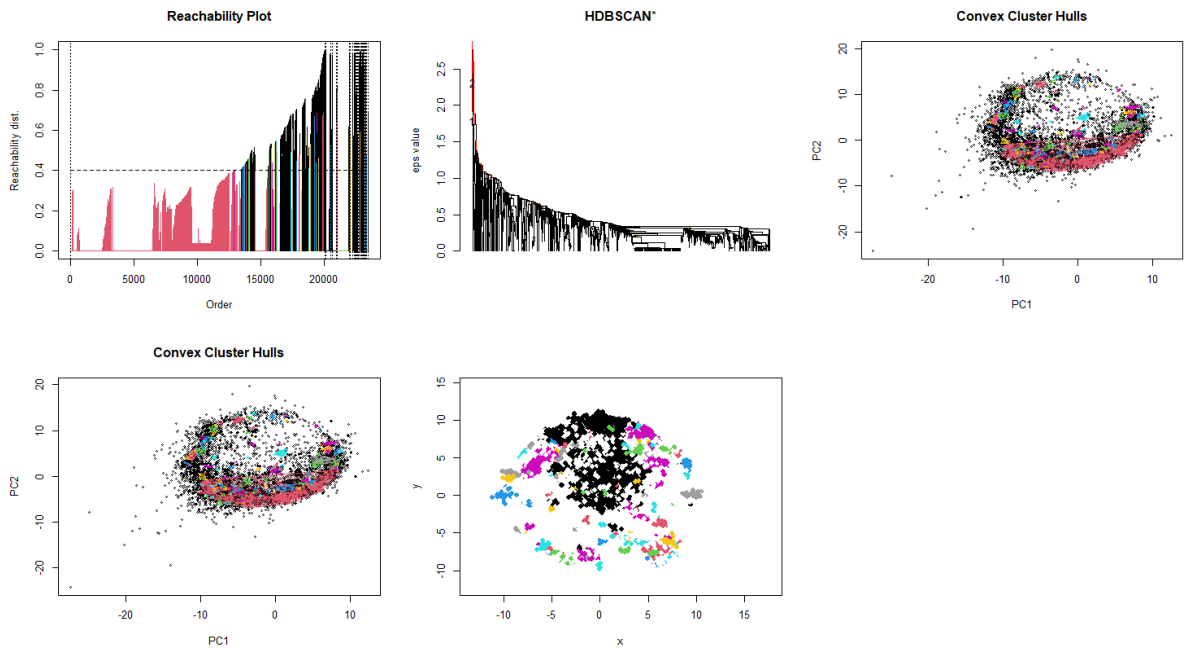 Reachability Plot
Reachability dist.
1.0
0.8
0.6
0.4
0.2
0.0
0 5000 10000 15000 20000
Order
HDBSCAN*
eps value
2.5
2.0
1.5
1.0
0.5
0.0
2
1
Convex Cluster Hulls
PC2
20
10
0
-10
-20
-20 -10 0 10
PC1
Convex Cluster Hulls
PC2
20
10
0
-10
-20
-20 -10 0 10
PC1
y
15
10
5
0
-5
-10
-10 -5 0 5 10 15
x